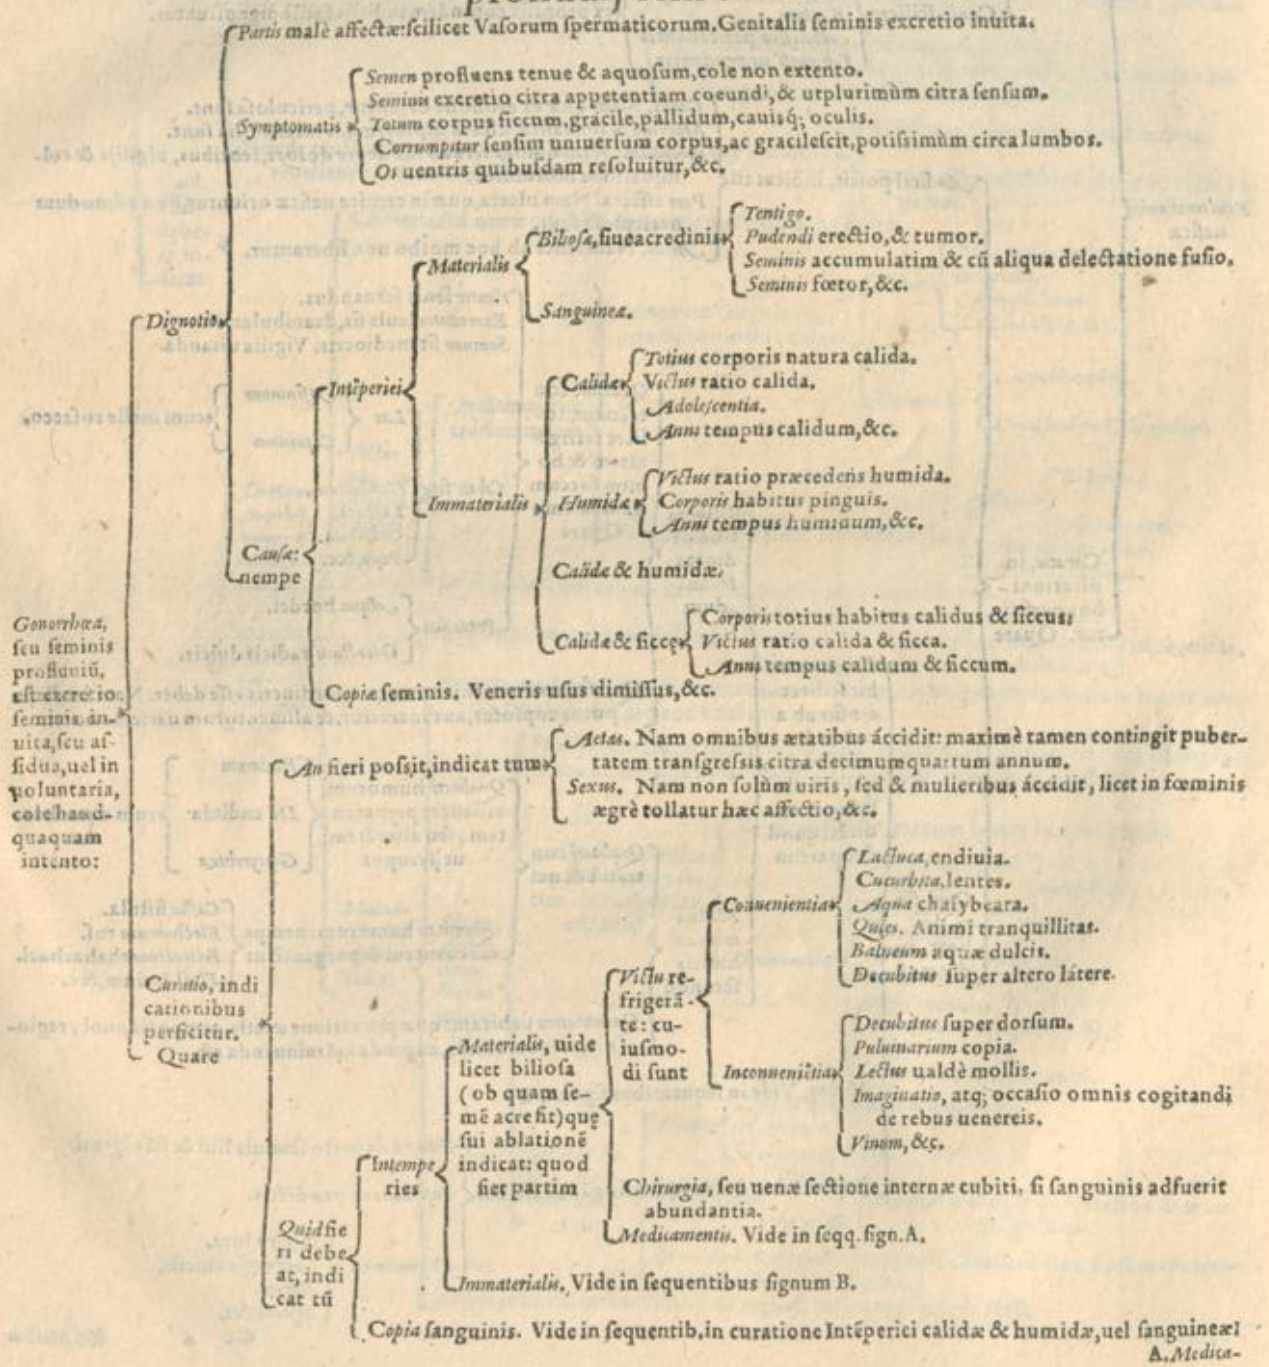 Partis malè affectæ: scilicet Vasorum spermaticorum. Genitalis seminis excretio inuita.
Semen profluens tenue & aquosum, cole non extento.
Seminis excretio citra appetentiam coeundi, & utplurimùm citra sensum.
Symptomatis
Totum corpus siccum, gracile, pallidum, cauisq; oculis.
Corrumpitur sensim uniuersum corpus, ac gracilescit, potissimùm circa lumbos.
Os uentris quibusdam resoluitur, &c.
Tentigo.
Biliosæ, siue acredinis
Pudendi erectio, & tumor.
Materialis
Seminis accumulatim & cũ aliqua delectatione fusio.
Seminis fœtor, &c.
Sanguineæ.
Dignotio
Totius corporis natura calida.
Intẽperiei
Calidæ
Victus ratio calida.
Adolescentia.
Anni tempus calidum, &c.
Victus ratio præcedens humida.
Immaterialis
Humidæ
Corporis habitus pinguis.
Anni tempus humidum, &c.
Causæ:
nempe
Calidæ & humidæ.
Corporis totius habitus calidus & siccus:
Calidæ & siccę
Victus ratio calida & sicca.
Anni tempus calidum & siccum.
Copiæ seminis. Veneris usus dimissus, &c.
Gonorrhœa,
seu seminis
profluuiũ,
est excretio
seminis in-
uita, seu as-
sidua, uel in
uoluntaria,
cole haud-
quaquam
intento:
An fieri possit, indicat tum
Aetas. Nam omnibus ætatibus áccidit: maximè tamen contingit puber-
tatem transgressis citra decimumquartum annum.
Sexus. Nam non solùm uiris, sed & mulieribus áccidit, licet in fœminis
ægrè tollatur hæc affectio, &c.
Curatio, indi
cationibus
perficitur.
Quare
Lactuca, endiuia.
Cucurbita, lentes.
Conuenientia
Aqua chalybeata.
Quies. Animi tranquillitas.
Balneum aquæ dulcis.
Decubitus super altero latere.
Victu re-
frigerã-
te: cu-
iusmo-
di sunt
Decubitus super dorsum.
Pulumarium copia.
Inconueniẽtia
Lectus ualdè mollis.
Imaginatio, atq; occasio omnis cogitandi
de rebus uenereis.
Vinum, &c.
Materialis, uide
licet biliosa
(ob quam se-
mẽ acre fit) quę
sui ablationẽ
indicat: quod
fiet partim
Intempe
ries
Chirurgia, seu uenæ sectione internæ cubiti, si sanguinis adfuerit
abundantia.
Medicamentis. Vide in seqq. sign. A.
Quid fie
ri debe
at, indi
cat tũ
Immaterialis. Vide in sequentibus signum B.
Copia sanguinis. Vide in sequentib. in curatione Intẽperiei calidæ & humidæ, uel sanguineæ!
A. Medica-